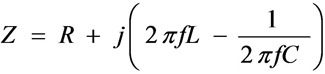 Z = R + j( 2πfL − 1/(2πfC) )